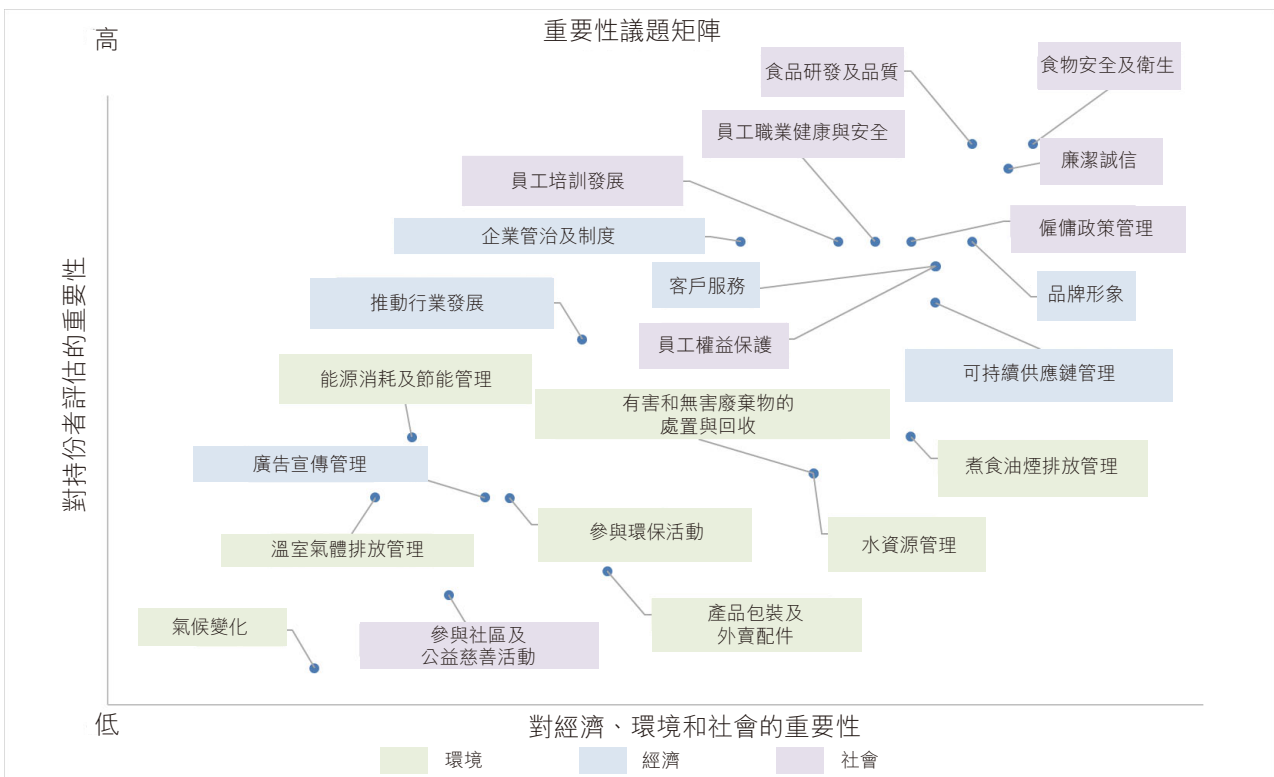 重要性議題矩陣
高
食品研發及品質
食物安全及衛生
員工職業健康與安全
廉潔誠信
員工培訓發展
僱傭政策管理
企業管治及制度
客戶服務
品牌形象
推動行業發展
員工權益保護
可持續供應鏈管理
能源消耗及節能管理
有害和無害廢棄物的
處置與回收
煮食油煙排放管理
廣告宣傳管理
參與環保活動
水資源管理
溫室氣體排放管理
產品包裝及
外賣配件
氣候變化
參與社區及
公益慈善活動
對持份者評估的重要性
低
對經濟、環境和社會的重要性
環境
經濟
社會